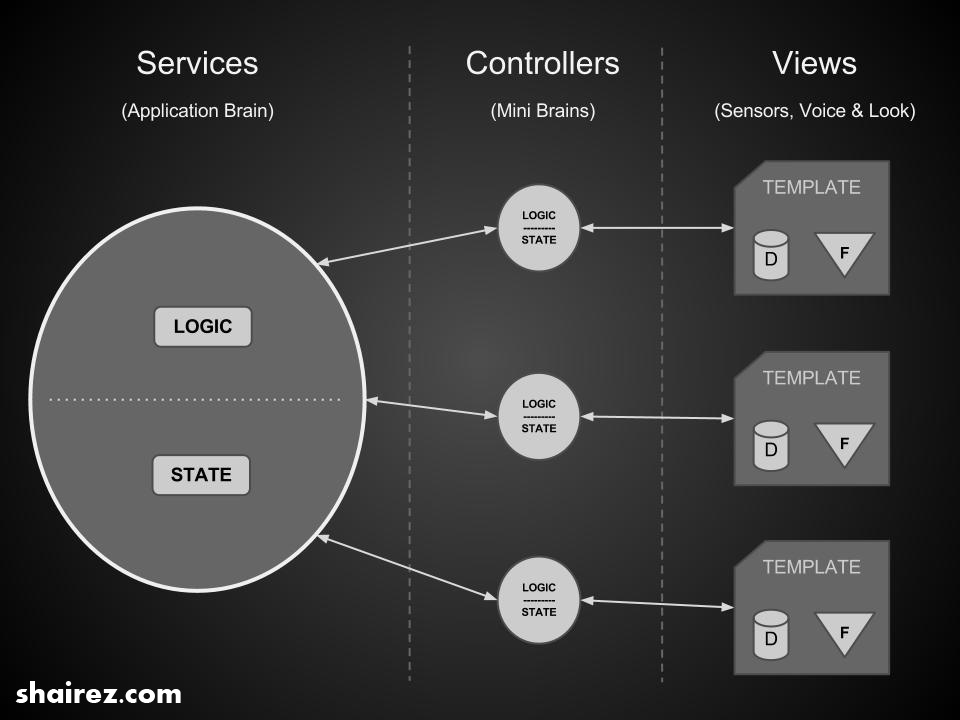 Services
(Application Brain)
Controllers
(Mini Brains)
Views
(Sensors, Voice & Look)
LOGIC
STATE
LOGIC
---------
STATE
TEMPLATE
D
F
LOGIC
---------
STATE
TEMPLATE
D
F
LOGIC
---------
STATE
TEMPLATE
D
F
shairez.com